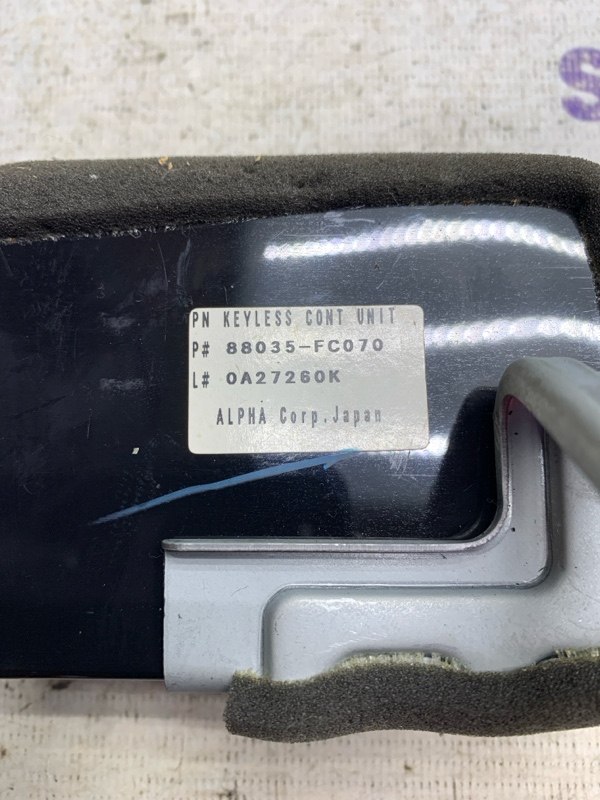 PN KEYLESS CONT UNIT
P# 88035-FC070
L# 0A27260K
ALPHA Corp.,Japan